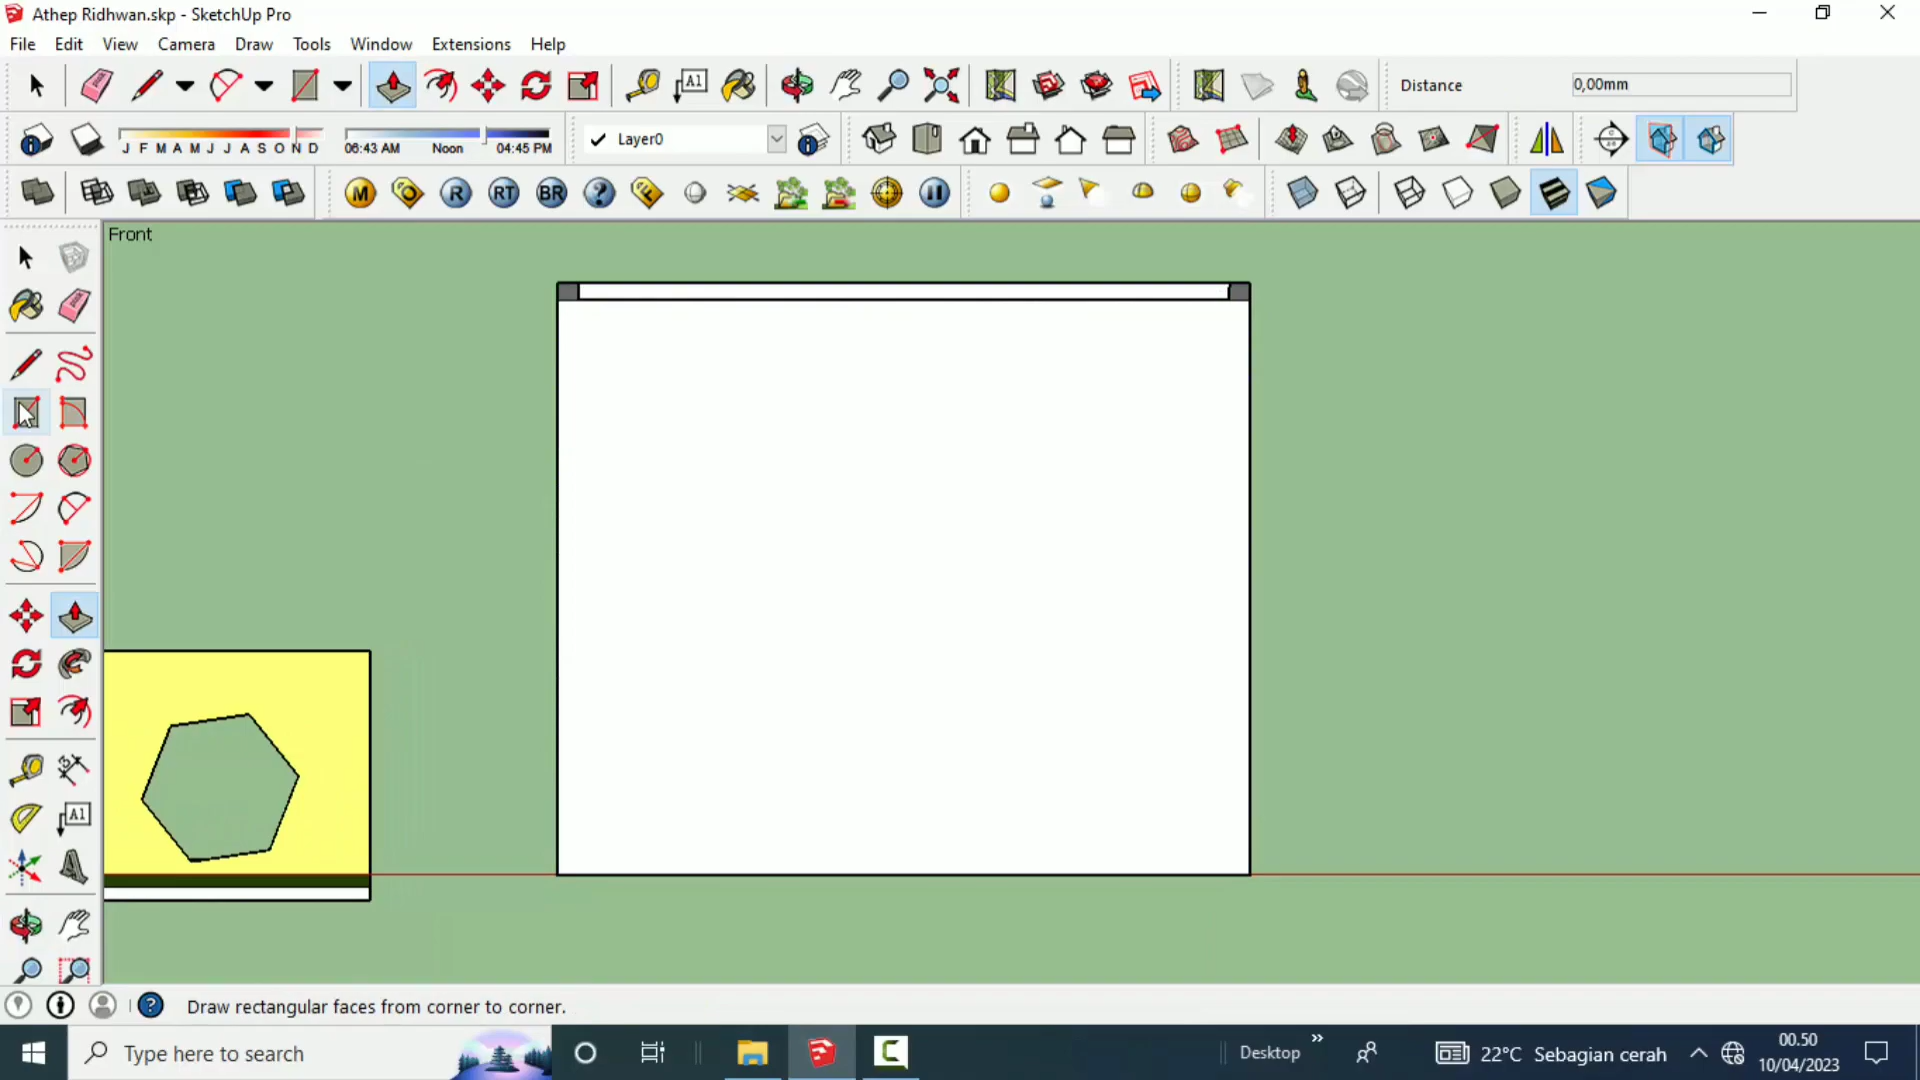 Athep Ridhwan.skp - SketchUp Pro
File Edit View Camera Draw Tools Window Extensions Help
A1
Distance 0,00mm
J F M A M J J A S O N D
06:43 AM Noon 04:45 PM
Layer0
M O R RT BR ? F
Front
A1
Draw rectangular faces from corner to corner.
Type here to search
Desktop
22°C Sebagian cerah
00.50
10/04/2023